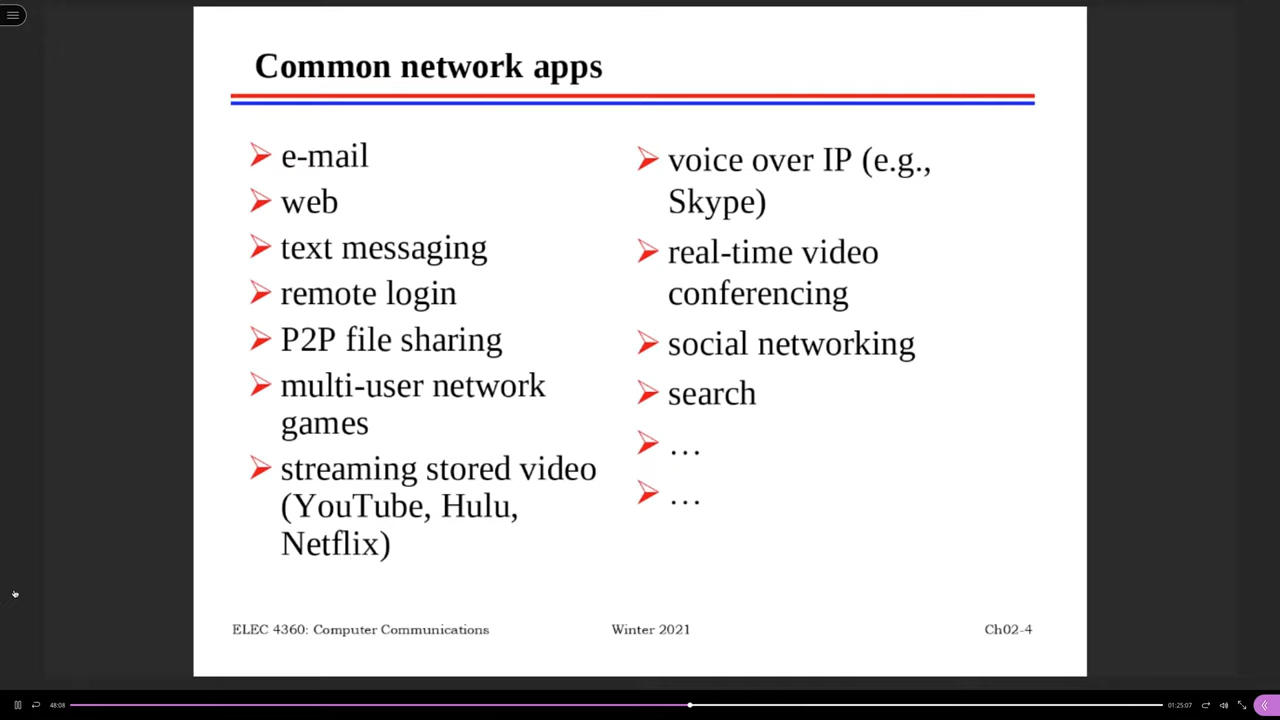 Common network apps
e-mail
web
text messaging
remote login
P2P file sharing
multi-user network
games
streaming stored video
(YouTube, Hulu,
Netflix)
voice over IP (e.g.,
Skype)
real-time video
conferencing
social networking
search
…
…
ELEC 4360: Computer Communications
Winter 2021
Ch02-4
48:08
01:25:07